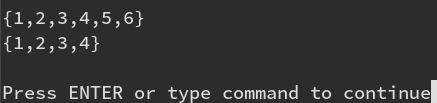 {1,2,3,4,5,6}
{1,2,3,4}
Press ENTER or type command to continue